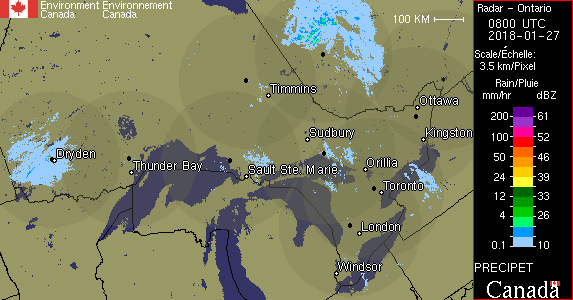 Environment Environnement
Canada Canada
100 KM
Timmins
Ottawa
Sudbury
Kingston
Dryden
Thunder Bay
Sault Ste. Marie
Orillia
Toronto
London
Windsor
Radar - Ontario
0800 UTC
2018-01-27
Scale/Échelle:
3.5 km/Pixel
Rain/Pluie
mm/hr dBZ
200 61
100 52
50 46
24 39
12 33
4 26
0.1 10
PRECIPET
Canada